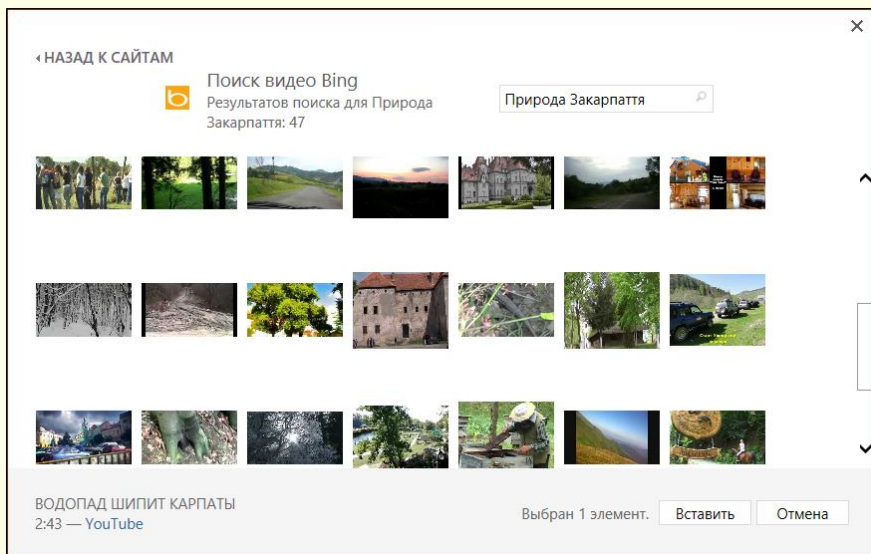 НАЗАД К САЙТАМ
Поиск видео Bing
Результатов поиска для Природа
Закарпаття: 47
Природа Закарпаття
ВОДОПАД ШИПИТ КАРПАТЫ
2:43 — YouTube
Выбран 1 элемент.
Вставить
Отмена